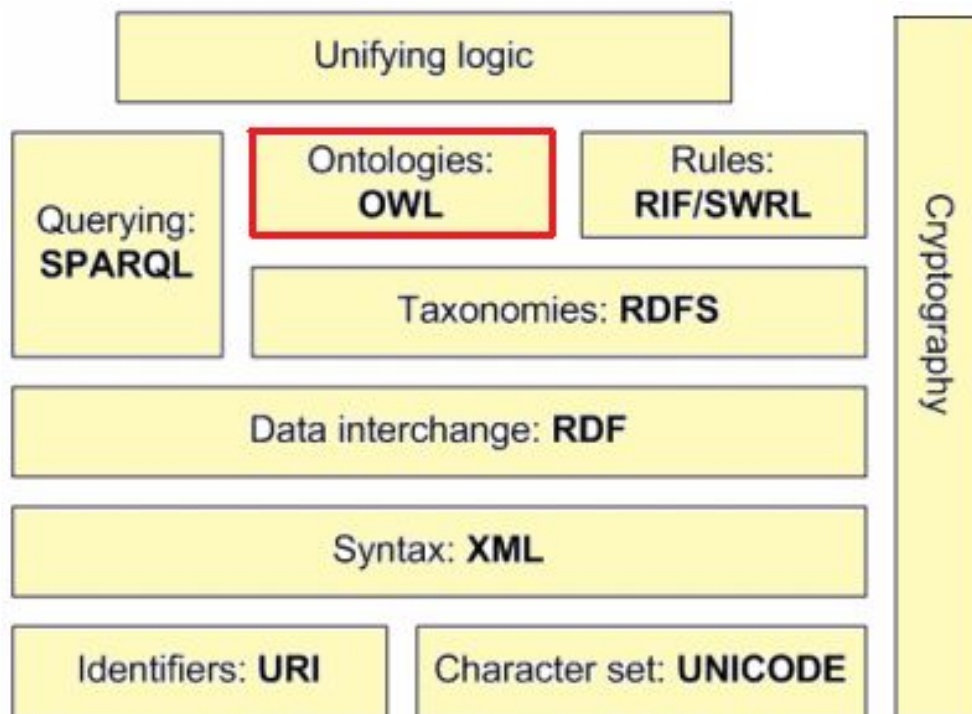 Unifying logic
Querying:
SPARQL
Ontologies:
OWL
Rules:
RIF/SWRL
Taxonomies: RDFS
Data interchange: RDF
Syntax: XML
Identifiers: URI
Character set: UNICODE
Cryptography